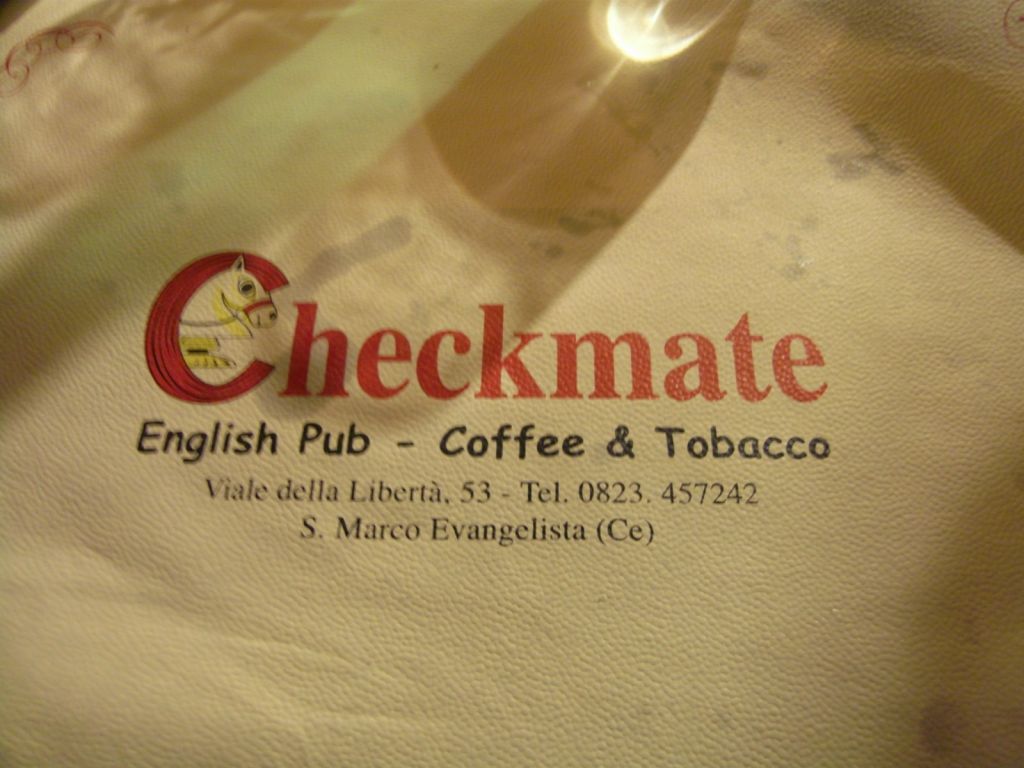 Checkmate
English Pub - Coffee & Tobacco
Viale della Libertà, 53 - Tel. 0823. 457242
S. Marco Evangelista (Ce)